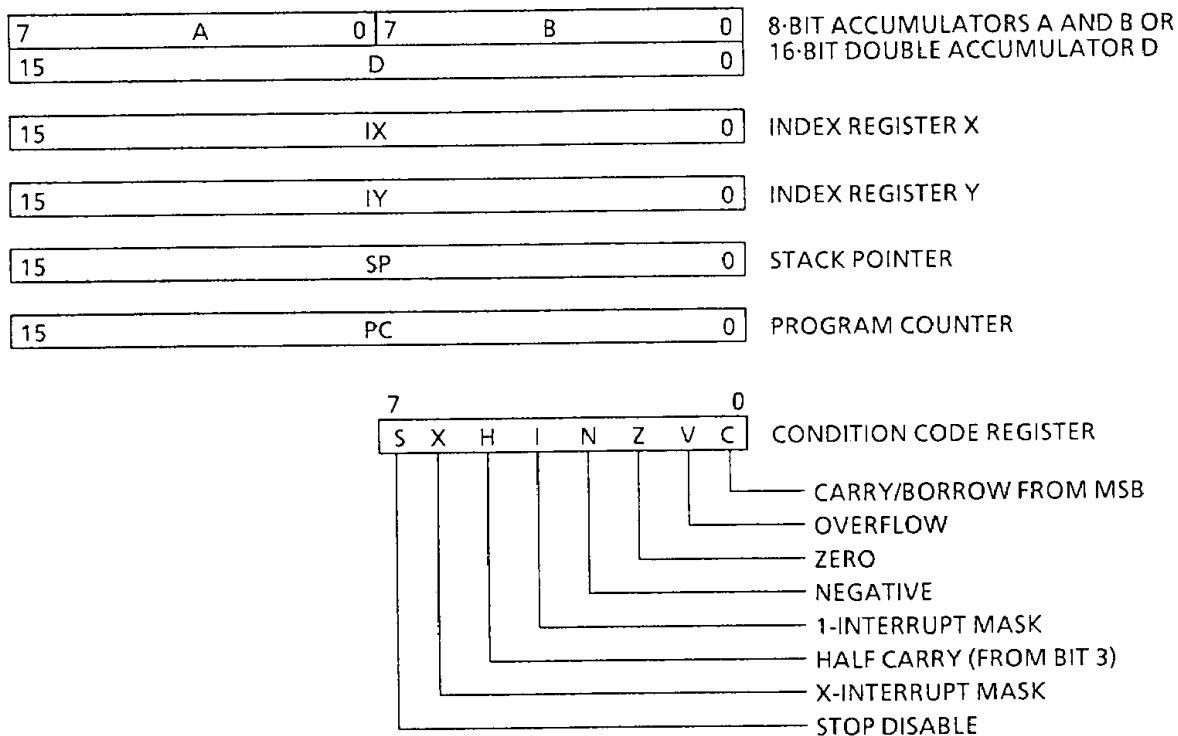 7 A 0 7 B 0 8-BIT ACCUMULATORS A AND B OR
15 D 0 16-BIT DOUBLE ACCUMULATOR D
15 IX 0 INDEX REGISTER X
15 IY 0 INDEX REGISTER Y
15 SP 0 STACK POINTER
15 PC 0 PROGRAM COUNTER
7 0
S X H I N Z V C CONDITION CODE REGISTER
CARRY/BORROW FROM MSB
OVERFLOW
ZERO
NEGATIVE
1-INTERRUPT MASK
HALF CARRY (FROM BIT 3)
X-INTERRUPT MASK
STOP DISABLE